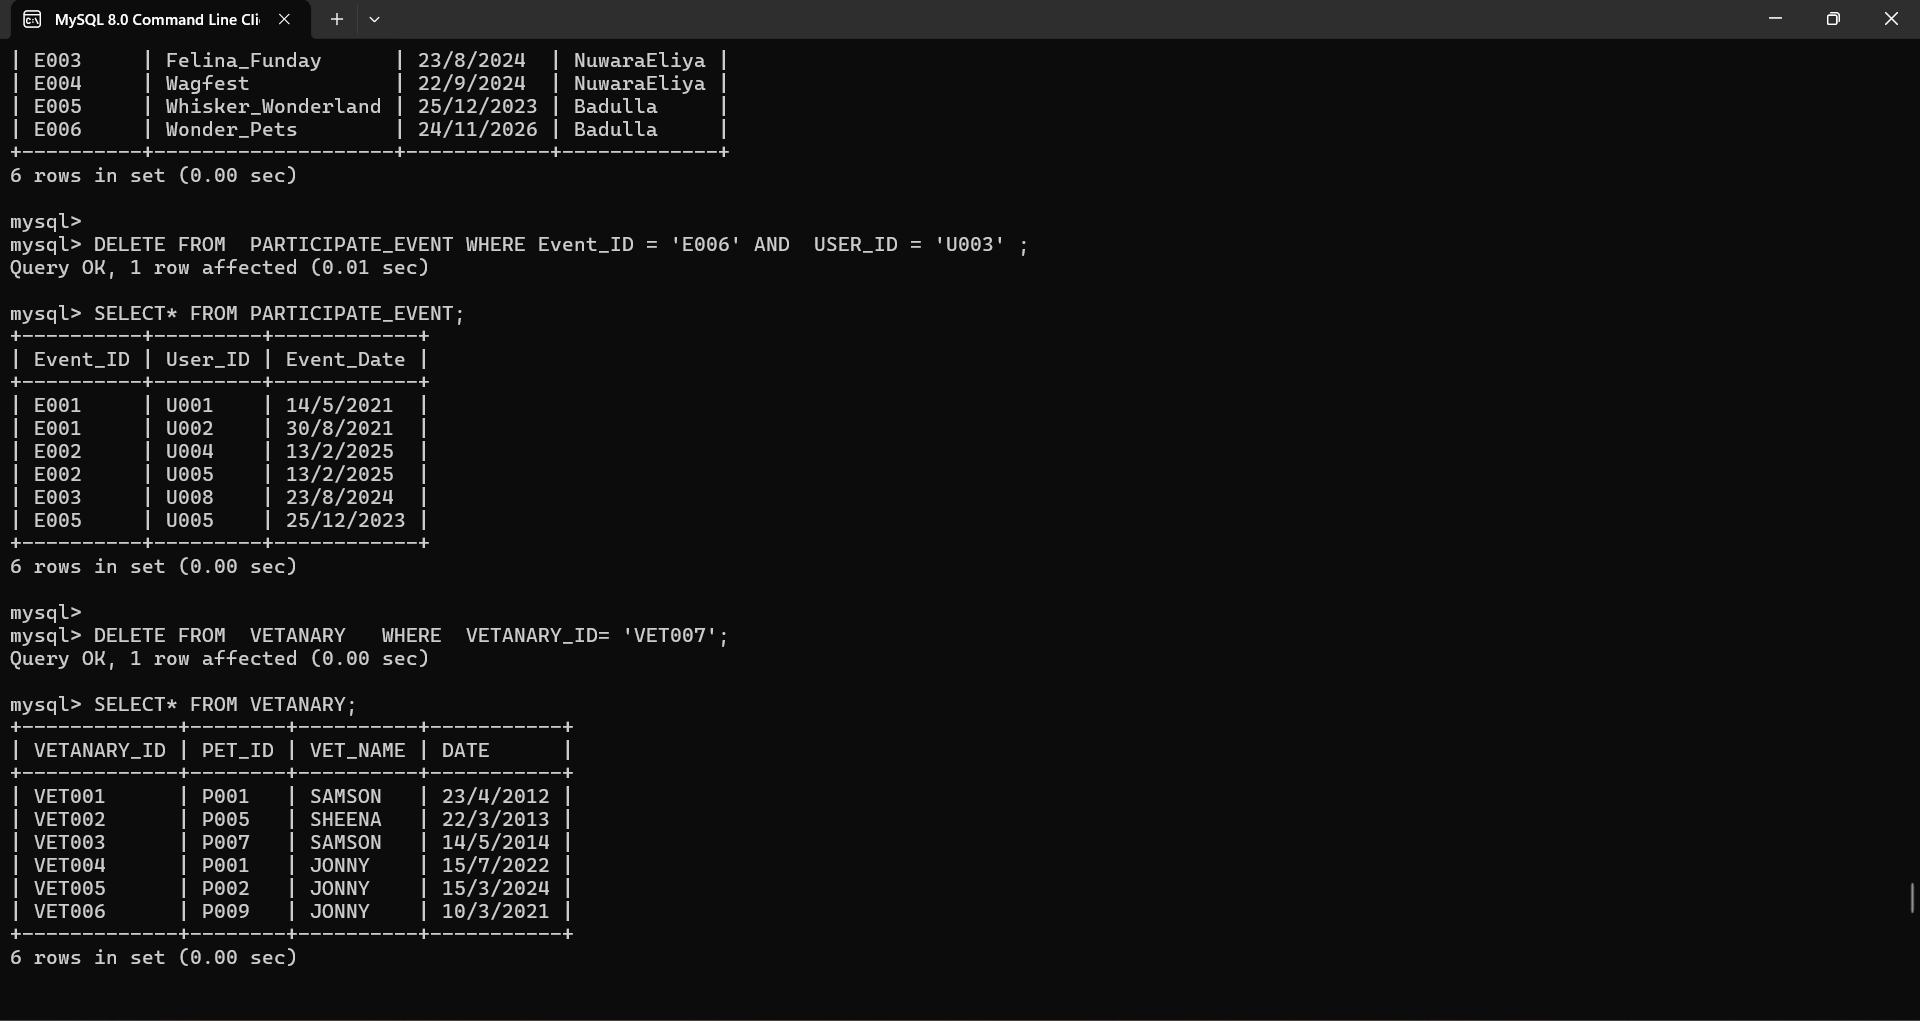 MySQL 8.0 Command Line Cli
| E003     | Felina_Funday      | 23/8/2024  | NuwaraEliya |
| E004     | Wagfest            | 22/9/2024  | NuwaraEliya |
| E005     | Whisker_Wonderland | 25/12/2023 | Badulla     |
| E006     | Wonder_Pets        | 24/11/2026 | Badulla     |
+----------+--------------------+------------+-------------+
6 rows in set (0.00 sec)
mysql>
mysql> DELETE FROM  PARTICIPATE_EVENT WHERE Event_ID = 'E006' AND  USER_ID = 'U003' ;
Query OK, 1 row affected (0.01 sec)
mysql> SELECT* FROM PARTICIPATE_EVENT;
+----------+---------+------------+
| Event_ID | User_ID | Event_Date |
+----------+---------+------------+
| E001     | U001    | 14/5/2021  |
| E001     | U002    | 30/8/2021  |
| E002     | U004    | 13/2/2025  |
| E002     | U005    | 13/2/2025  |
| E003     | U008    | 23/8/2024  |
| E005     | U005    | 25/12/2023 |
+----------+---------+------------+
6 rows in set (0.00 sec)
mysql>
mysql> DELETE FROM  VETANARY   WHERE  VETANARY_ID= 'VET007';
Query OK, 1 row affected (0.00 sec)
mysql> SELECT* FROM VETANARY;
+-------------+--------+----------+-----------+
| VETANARY_ID | PET_ID | VET_NAME | DATE      |
+-------------+--------+----------+-----------+
| VET001      | P001   | SAMSON   | 23/4/2012 |
| VET002      | P005   | SHEENA   | 22/3/2013 |
| VET003      | P007   | SAMSON   | 14/5/2014 |
| VET004      | P001   | JONNY    | 15/7/2022 |
| VET005      | P002   | JONNY    | 15/3/2024 |
| VET006      | P009   | JONNY    | 10/3/2021 |
+-------------+--------+----------+-----------+
6 rows in set (0.00 sec)